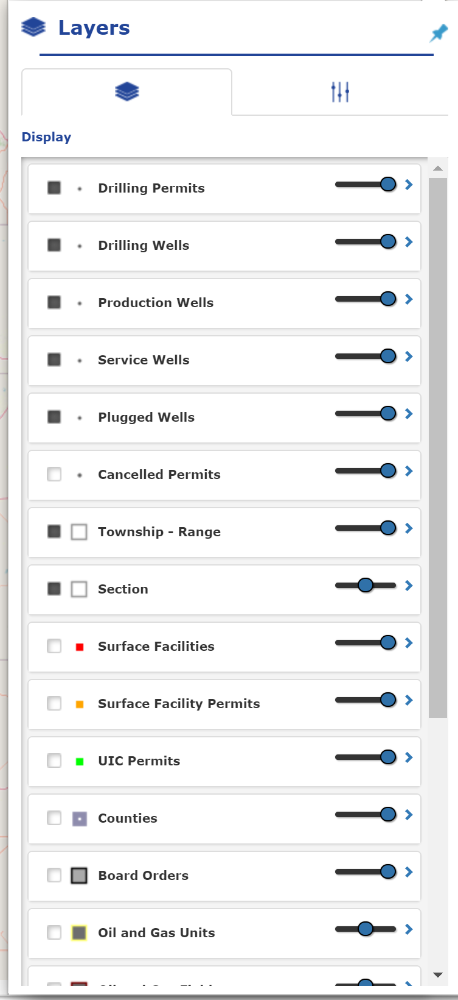 Layers
Display
Drilling Permits
Drilling Wells
Production Wells
Service Wells
Plugged Wells
Cancelled Permits
Township - Range
Section
Surface Facilities
Surface Facility Permits
UIC Permits
Counties
Board Orders
Oil and Gas Units